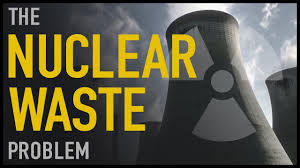 THE
NUCLEAR
WASTE
PROBLEM